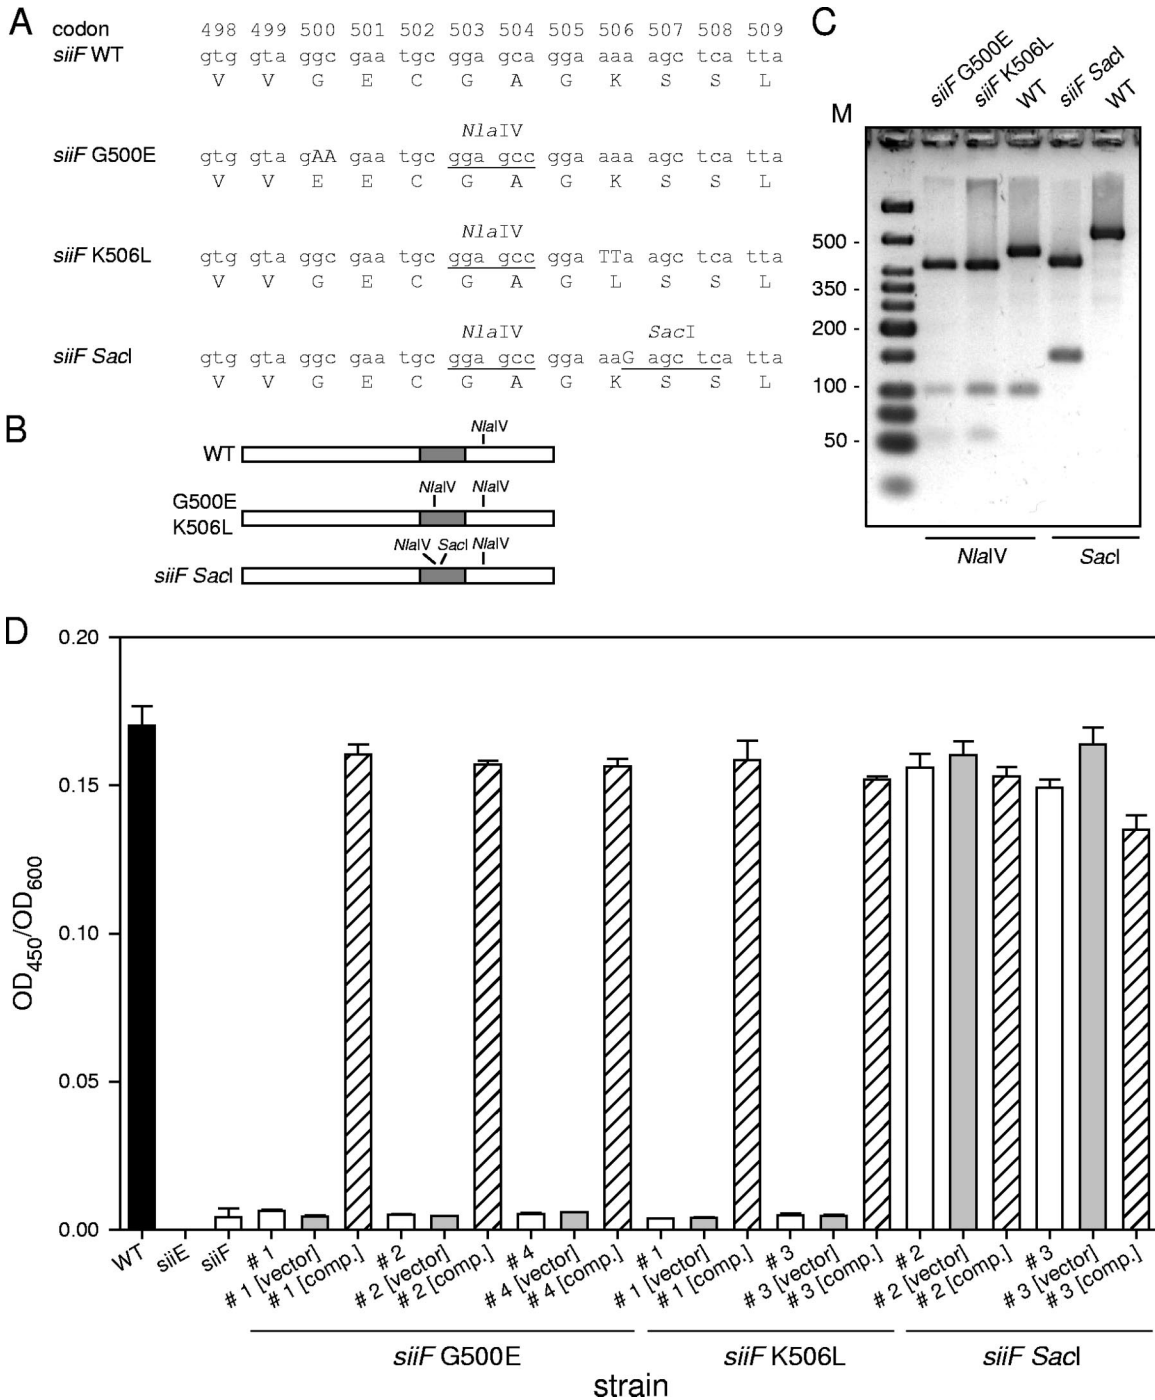 A
codon 498 499 500 501 502 503 504 505 506 507 508 509
siiF WT gtg gta ggc gaa tgc gga gca gga aaa agc tca tta
V V G E C G A G K S S L
NlaIV
siiF G500E gtg gta gAA gaa tgc gga gcc gga aaa agc tca tta
V V E E C G A G K S S L
NlaIV
siiF K506L gtg gta ggc gaa tgc gga gcc gga TTa agc tca tta
V V G E C G A G L S S L
NlaIV SacI
siiF SacI gtg gta ggc gaa tgc gga gcc gga aaG agc tca tta
V V G E C G A G K S S L
B
NlaIV
WT
G500E
K506L
NlaIV NlaIV
siiF SacI
NlaIV SacI NlaIV
C
M siiF G500E siiF K506L WT siiF SacI WT
500 -
350 -
200 -
100 -
50 -
NlaIV SacI
D
0.20
0.15
0.10
0.05
0.00
OD450/OD600
WT siiE siiF # 1 # 1 [vector] # 1 [comp.] # 2 # 2 [vector] # 2 [comp.] # 4 # 4 [vector] # 4 [comp.] # 1 # 1 [vector] # 1 [comp.] # 3 # 3 [vector] # 3 [comp.] # 2 # 2 [vector] # 2 [comp.] # 3 # 3 [vector] # 3 [comp.]
siiF G500E siiF K506L siiF SacI
strain